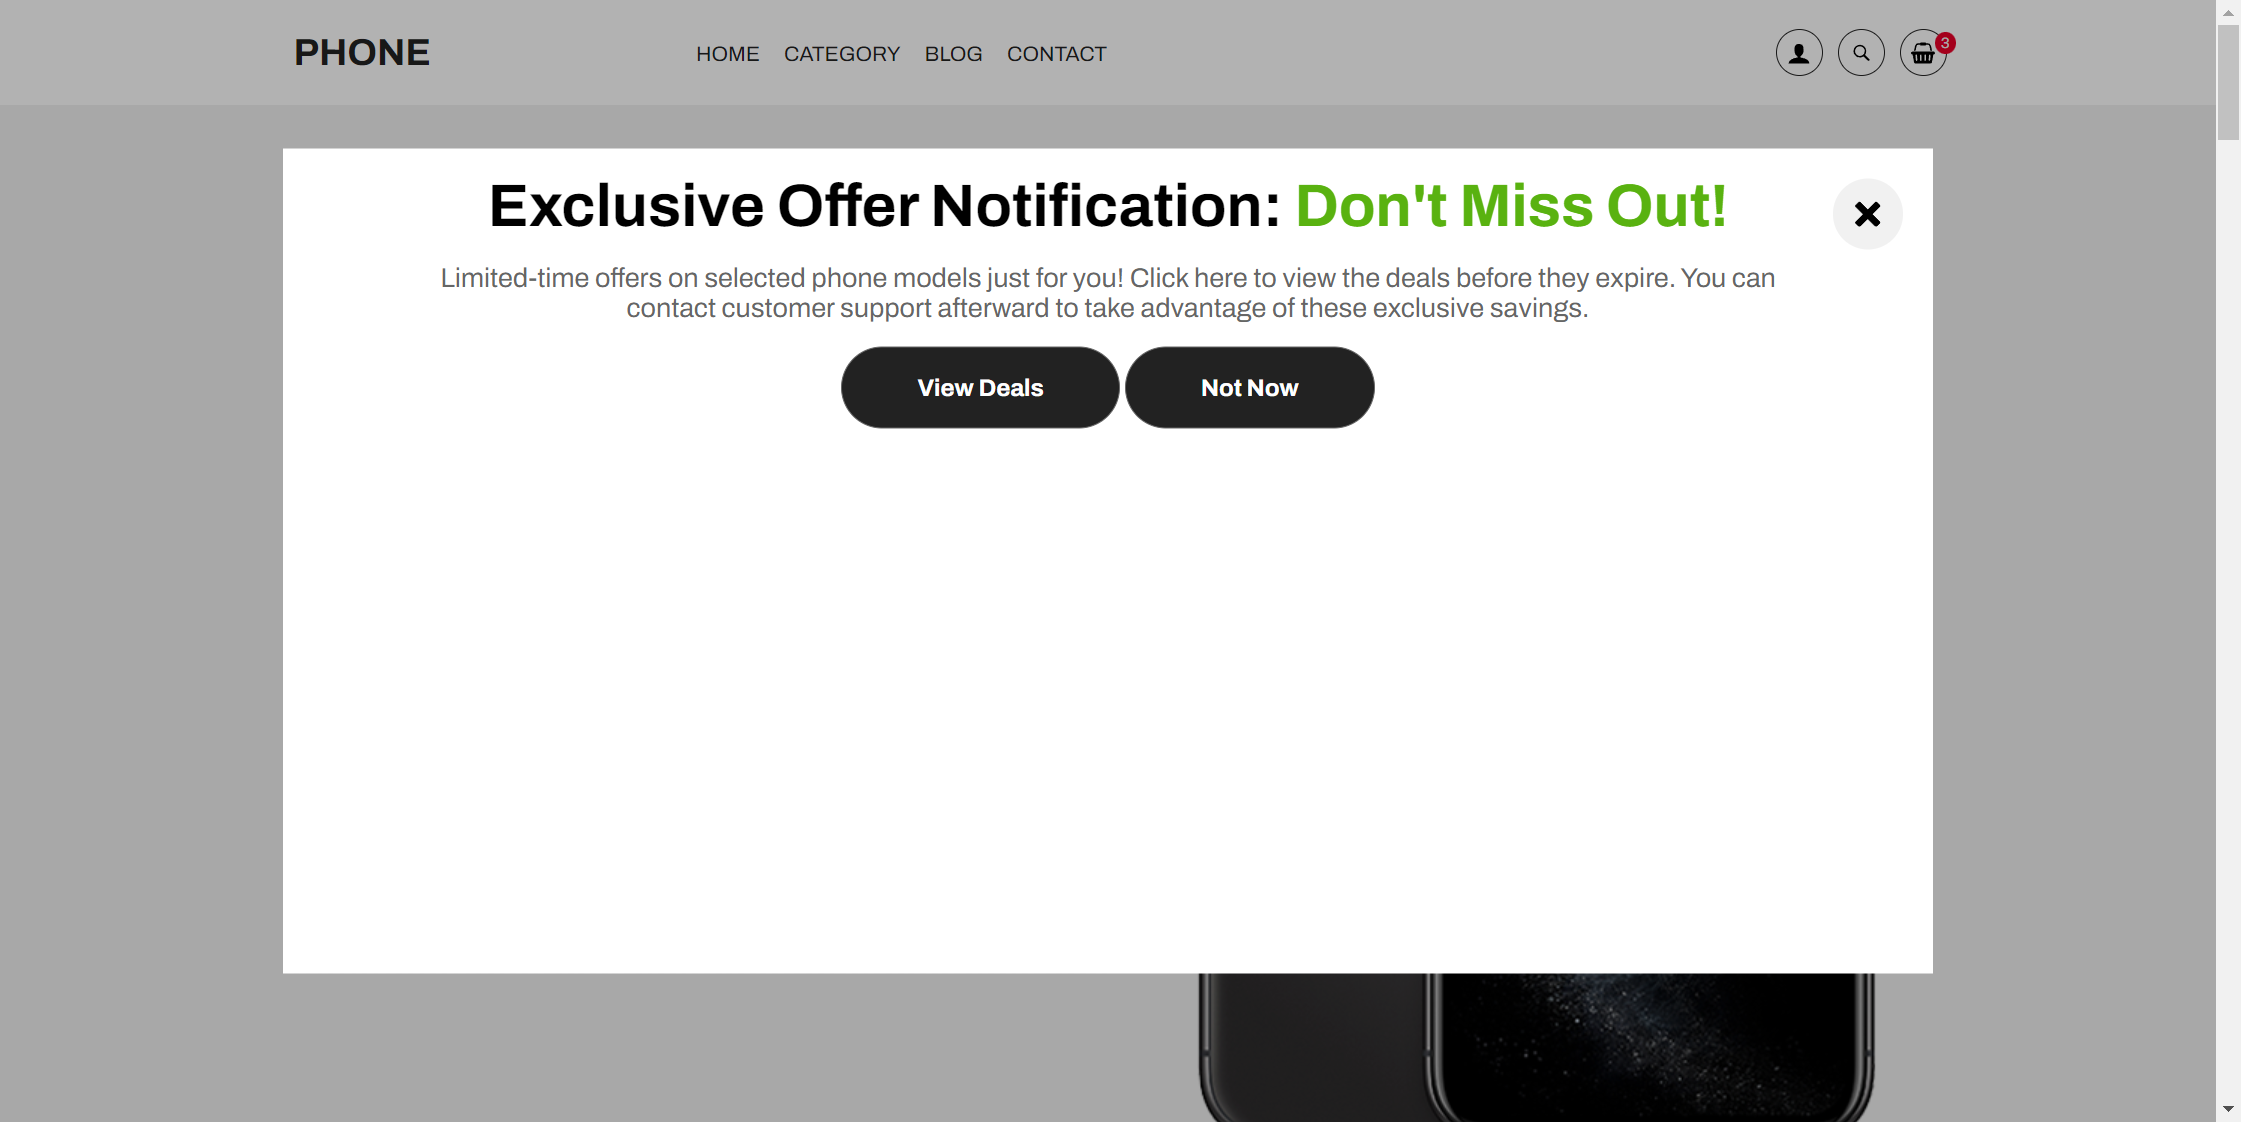 PHONE
HOME CATEGORY BLOG CONTACT
3
Exclusive Offer Notification: Don't Miss Out!
Limited-time offers on selected phone models just for you! Click here to view the deals before they expire. You can
contact customer support afterward to take advantage of these exclusive savings.
View Deals Not Now